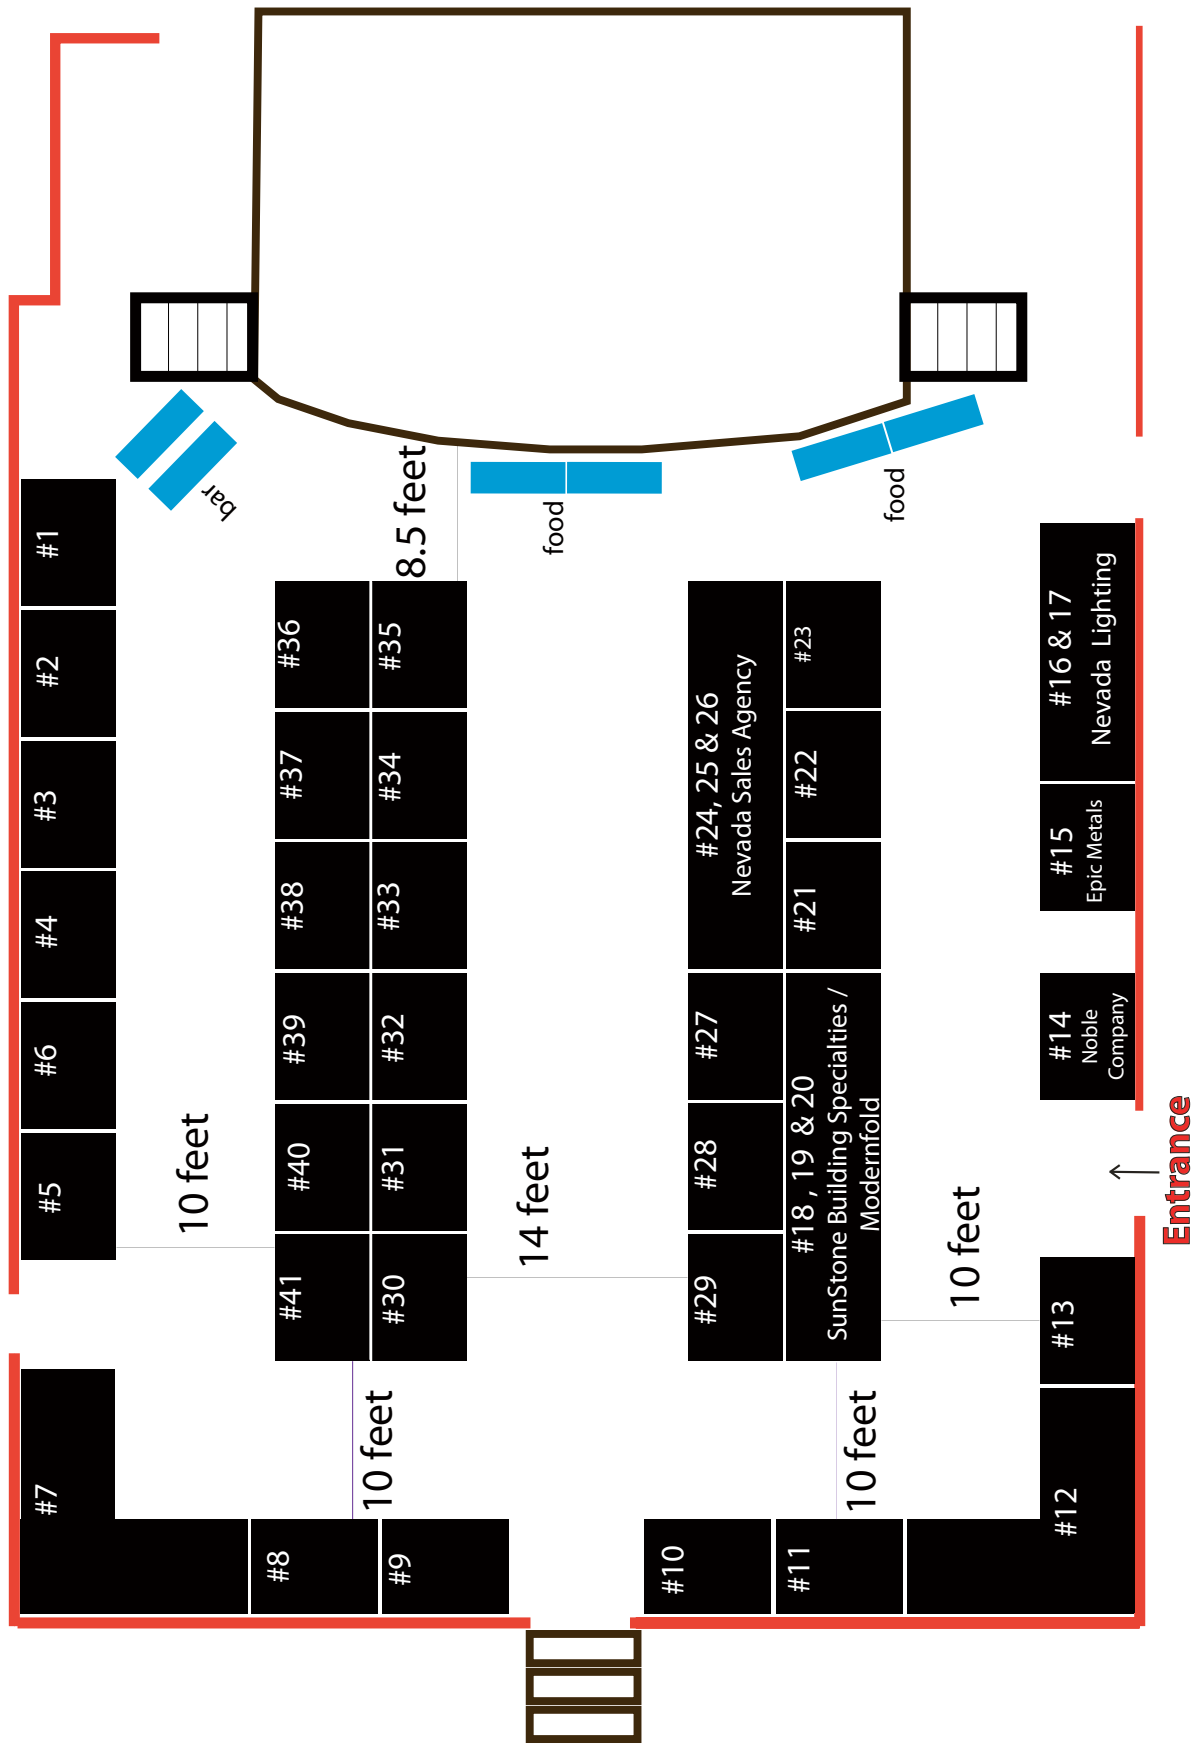 bar
food
food
8.5 feet
#1
#2
#3
#4
#6
#5
10 feet
#36
#35
#37
#34
#38
#33
#39
#32
#40
#31
#41
#30
14 feet
#24, 25 & 26
Nevada Sales Agency
#23
#22
#21
#27
#28
#29
#18 , 19 & 20
SunStone Building Specialties /
Modernfold
#16 & 17
Nevada Lighting
#15
Epic Metals
#14
Noble
Company
Entrance
10 feet
#13
#12
10 feet
10 feet
#7
#8
#9
#10
#11